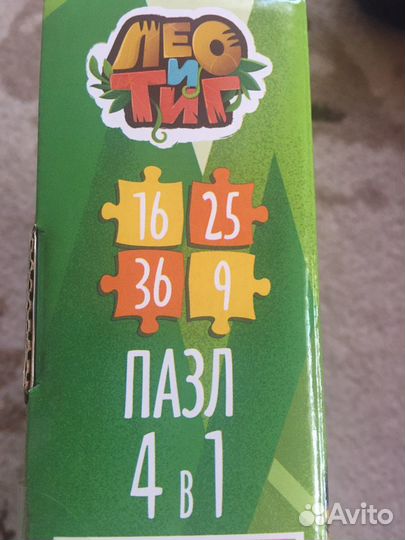 ЛЕО
И
ТИГ
16 25
36 9
ПАЗЛ
4 в 1
Avito